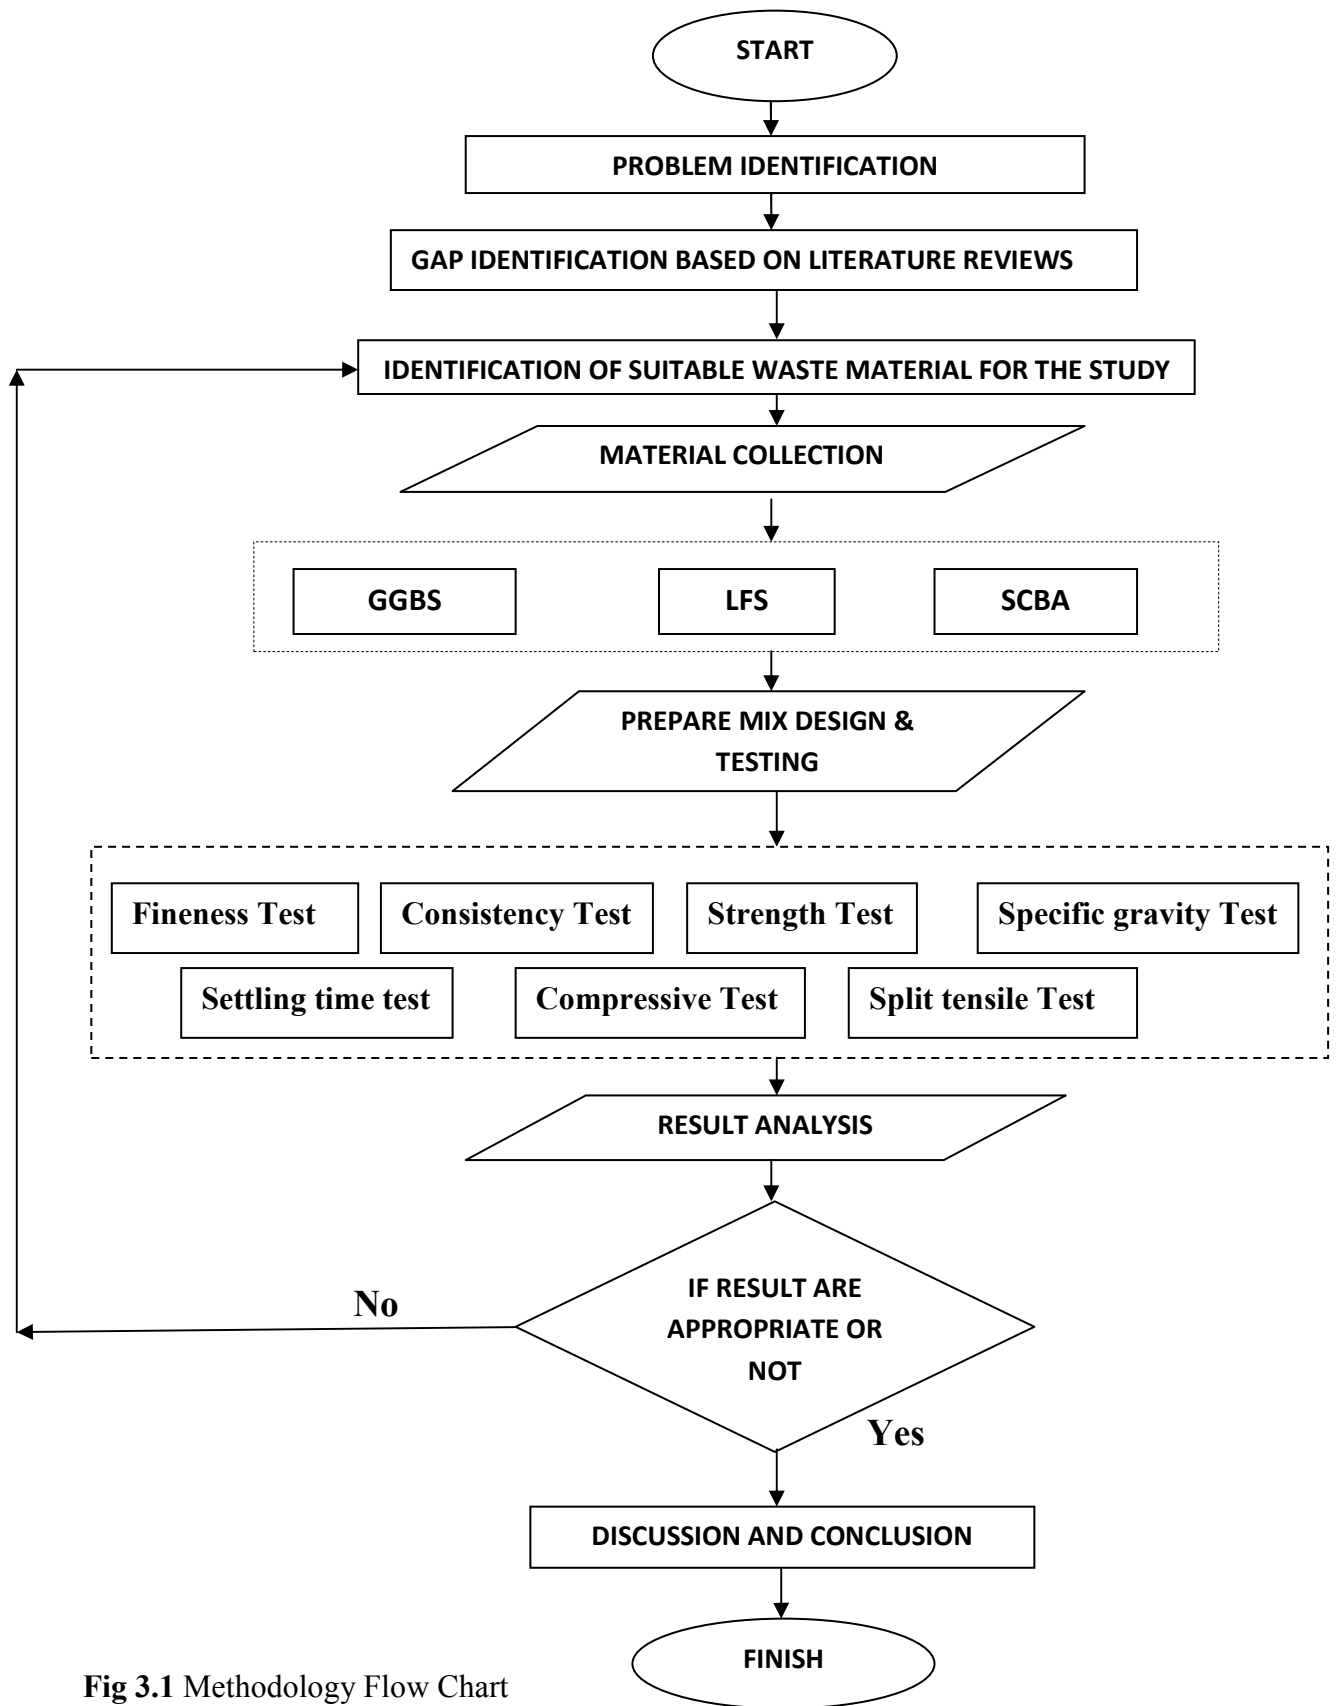 START
PROBLEM IDENTIFICATION
GAP IDENTIFICATION BASED ON LITERATURE REVIEWS
IDENTIFICATION OF SUITABLE WASTE MATERIAL FOR THE STUDY
MATERIAL COLLECTION
GGBS
LFS
SCBA
PREPARE MIX DESIGN &
TESTING
Fineness Test
Consistency Test
Strength Test
Specific gravity Test
Settling time test
Compressive Test
Split tensile Test
RESULT ANALYSIS
IF RESULT ARE
APPROPRIATE OR
NOT
No
Yes
DISCUSSION AND CONCLUSION
FINISH
Fig 3.1 Methodology Flow Chart